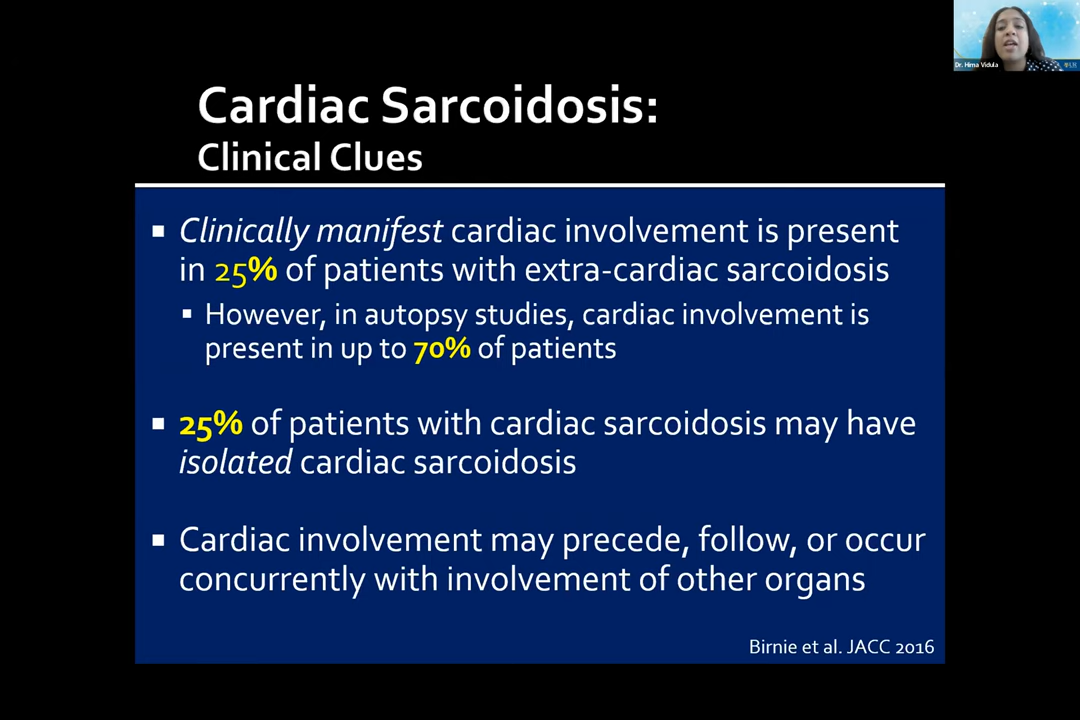 Dr. Hima Vidula
Cardiac Sarcoidosis:
Clinical Clues
▪ Clinically manifest cardiac involvement is present
in 25% of patients with extra-cardiac sarcoidosis
▪ However, in autopsy studies, cardiac involvement is
present in up to 70% of patients
▪ 25% of patients with cardiac sarcoidosis may have
isolated cardiac sarcoidosis
▪ Cardiac involvement may precede, follow, or occur
concurrently with involvement of other organs
Birnie et al. JACC 2016